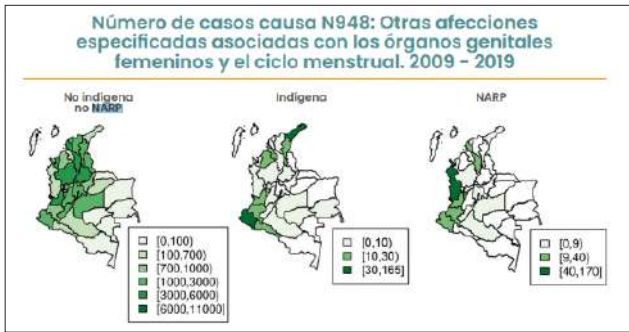 Número de casos causa N948: Otras afecciones
especificadas asociadas con los órganos genitales
femeninos y el ciclo menstrual. 2009 - 2019
No indígena
no NARP
Indígena
NARP
[0,100)
[100,700)
[700,1000)
[1000,3000)
[3000,6000)
[6000,11000]
[0,10)
[10,30)
[30,165]
[0,9)
[9,40)
[40,170]